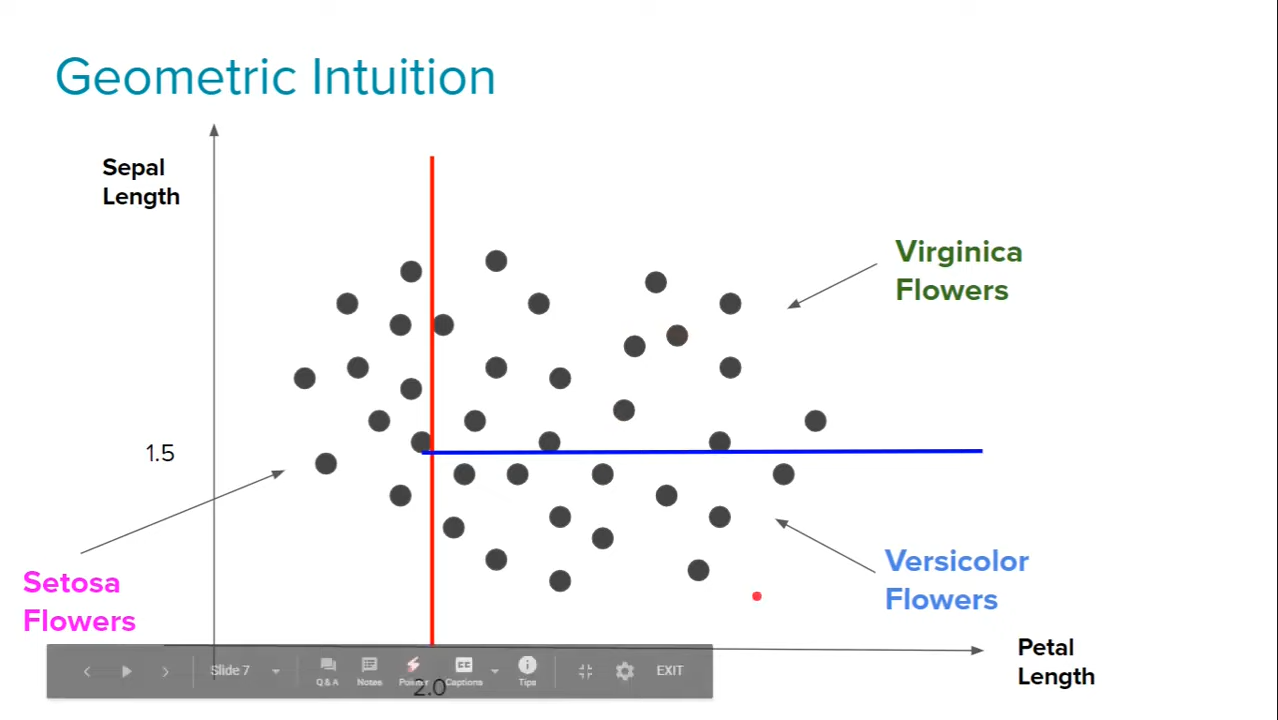 Geometric Intuition
Sepal
Length
Virginica
Flowers
1.5
Setosa
Flowers
Versicolor
Flowers
Petal
Length
Slide 7
Q & A
Notes
Pointer
Captions
Tips
EXIT
2.0